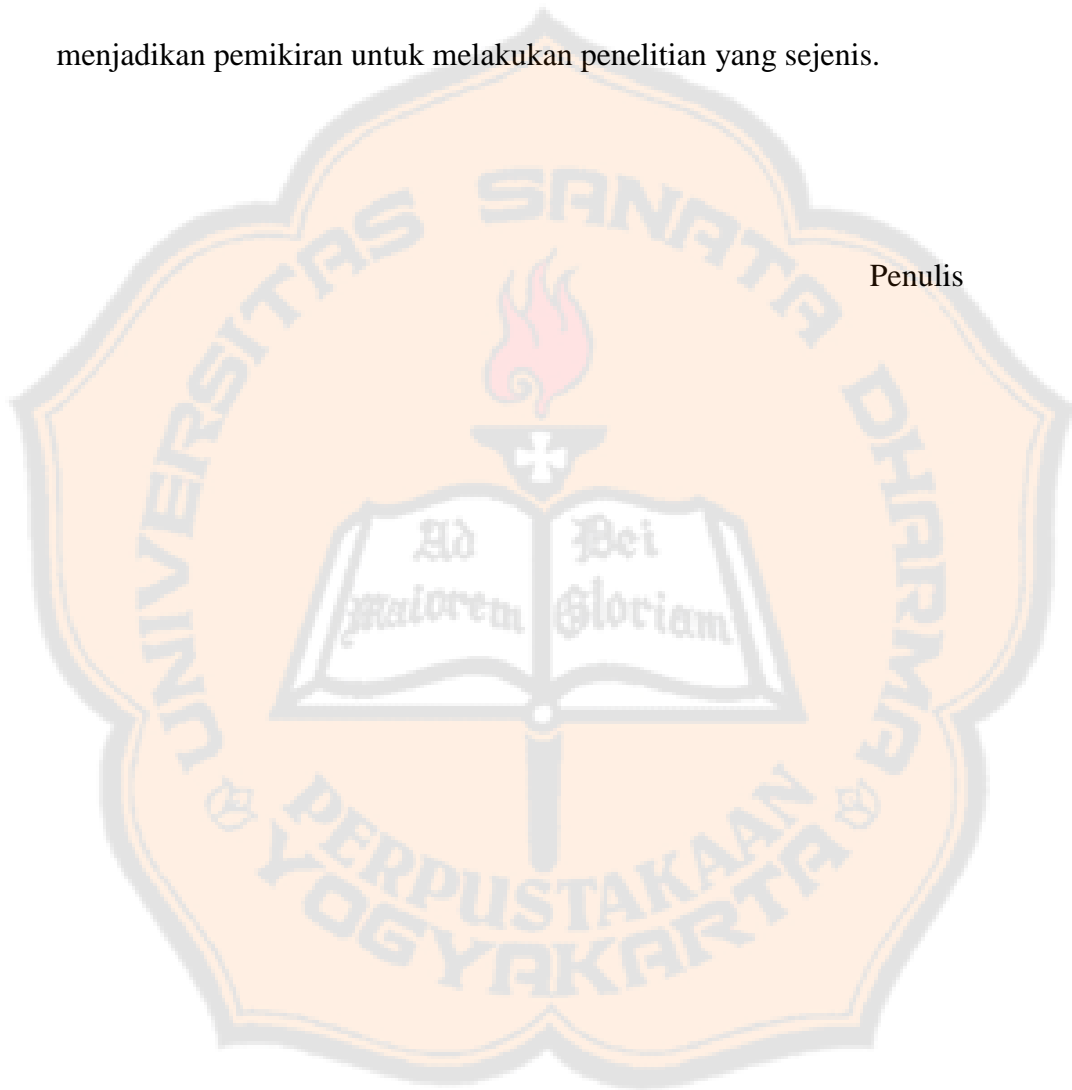 menjadikan pemikiran untuk melakukan penelitian yang sejenis.
Penulis
UNIVERSITAS SANATA DHARMA
Ad Dei
Maiorem Gloriam
PERPUSTAKAAN
YOGYAKARTA